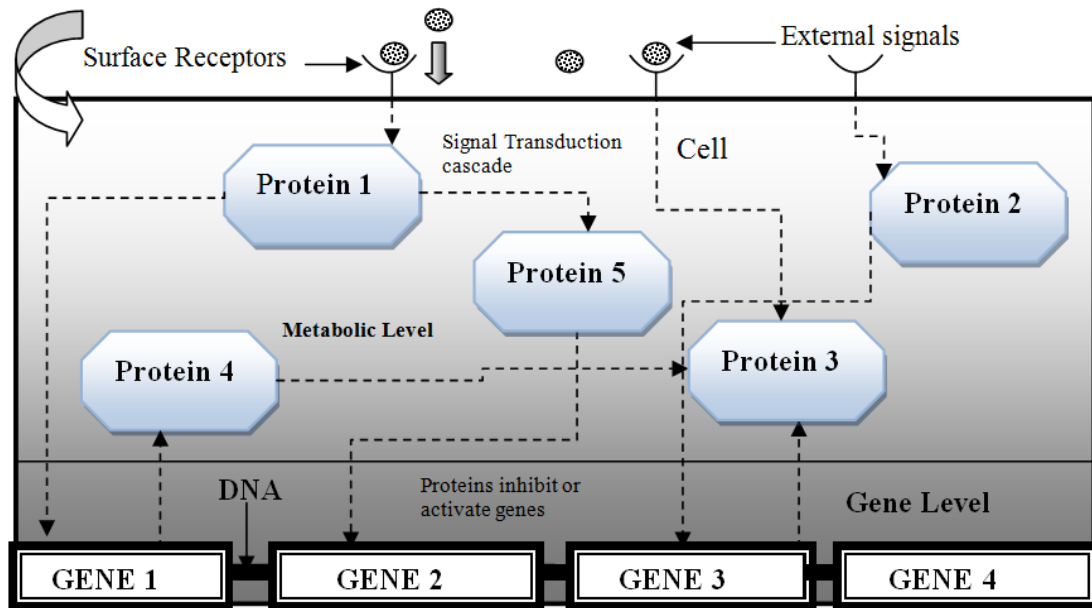 External signals
Surface Receptors
Signal Transduction
cascade
Cell
Protein 1
Protein 2
Protein 5
Metabolic Level
Protein 4
Protein 3
DNA
Proteins inhibit or
activate genes
Gene Level
GENE 1
GENE 2
GENE 3
GENE 4